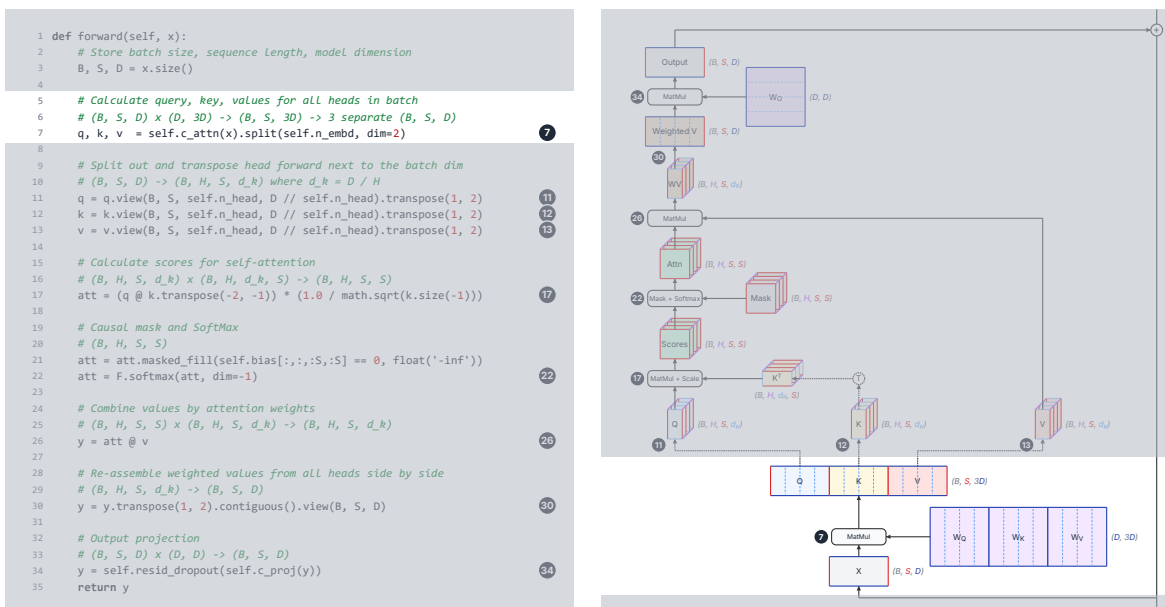 1 def forward(self, x):
2 # Store batch size, sequence length, model dimension
3 B, S, D = x.size()
4
5 # Calculate query, key, values for all heads in batch
6 # (B, S, D) x (D, 3D) -> (B, S, 3D) -> 3 separate (B, S, D)
7 q, k, v  = self.c_attn(x).split(self.n_embd, dim=2) 7
8
9 # Split out and transpose head forward next to the batch dim
10 # (B, S, D) -> (B, H, S, d_k) where d_k = D / H
11 q = q.view(B, S, self.n_head, D // self.n_head).transpose(1, 2) 11
12 k = k.view(B, S, self.n_head, D // self.n_head).transpose(1, 2) 12
13 v = v.view(B, S, self.n_head, D // self.n_head).transpose(1, 2) 13
14
15 # Calculate scores for self-attention
16 # (B, H, S, d_k) x (B, H, d_k, S) -> (B, H, S, S)
17 att = (q @ k.transpose(-2, -1)) * (1.0 / math.sqrt(k.size(-1))) 17
18
19 # Causal mask and SoftMax
20 # (B, H, S, S)
21 att = att.masked_fill(self.bias[:,:,:S,:S] == 0, float('-inf'))
22 att = F.softmax(att, dim=-1) 22
23
24 # Combine values by attention weights
25 # (B, H, S, S) x (B, H, S, d_k) -> (B, H, S, d_k)
26 y = att @ v 26
27
28 # Re-assemble weighted values from all heads side by side
29 # (B, H, S, d_k) -> (B, S, D)
30 y = y.transpose(1, 2).contiguous().view(B, S, D) 30
31
32 # Output projection
33 # (B, S, D) x (D, D) -> (B, S, D)
34 y = self.resid_dropout(self.c_proj(y)) 34
35 return y
+
Output (B, S, D)
34 MatMul W_O (D, D)
Weighted V (B, S, D)
30
WV (B, H, S, d_k)
26 MatMul
Attn (B, H, S, S)
22 Mask + Softmax Mask (B, H, S, S)
Scores (B, H, S, S)
17 MatMul + Scale K^T T
(B, H, d_k, S)
Q (B, H, S, d_k) K (B, H, S, d_k) V (B, H, S, d_k)
11 12 13
Q K V (B, S, 3D)
7 MatMul W_Q W_K W_V (D, 3D)
X (B, S, D)